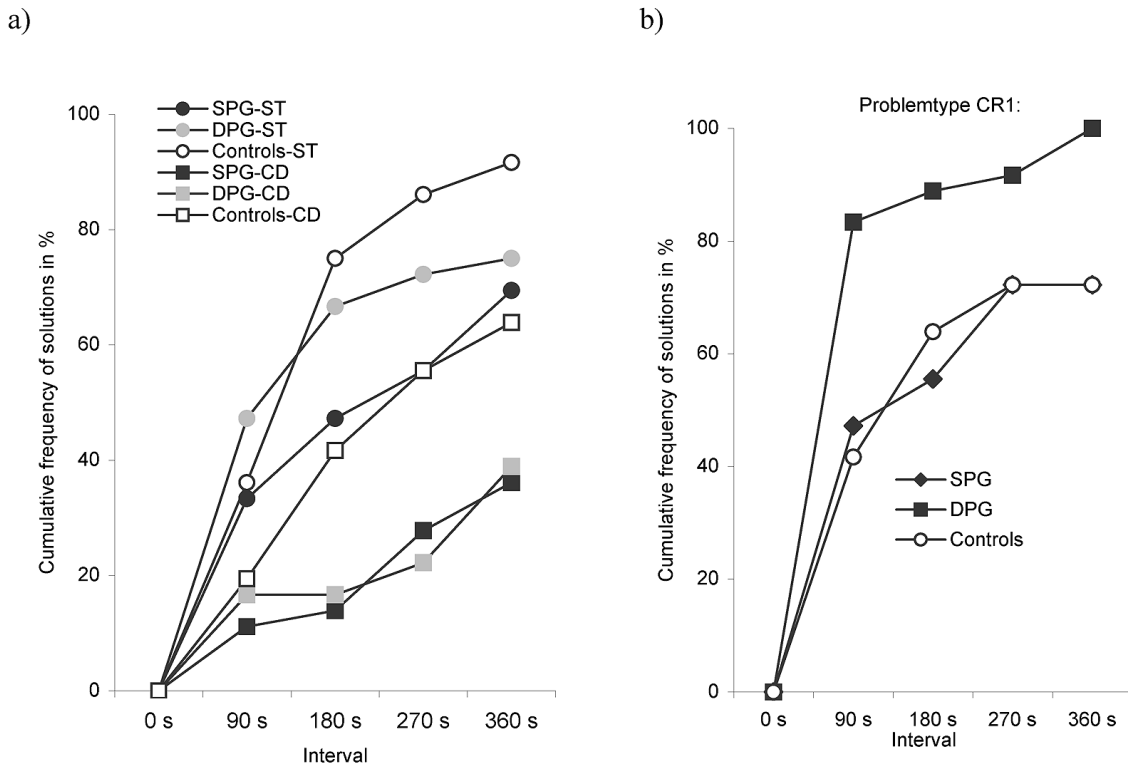 a)
SPG-ST
DPG-ST
Controls-ST
SPG-CD
DPG-CD
Controls-CD
Cumulative frequency of solutions in %
100
80
60
40
20
0
0 s 90 s 180 s 270 s 360 s
Interval
b)
Problemtype CR1:
Cumulative frequency of solutions in %
100
80
60
40
20
0
SPG
DPG
Controls
0 s 90 s 180 s 270 s 360 s
Interval